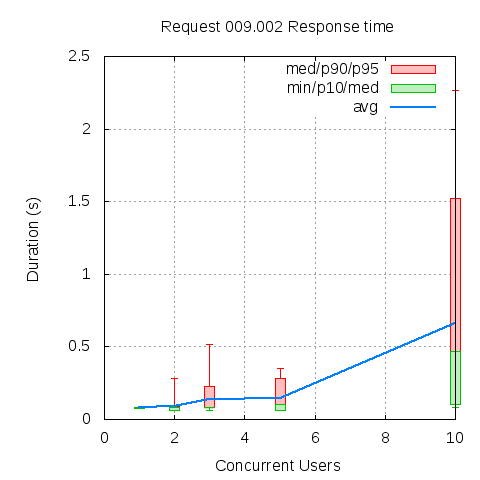 Request 009.002 Response time
Duration (s)
2.5
2
1.5
1
0.5
0
med/p90/p95
min/p10/med
avg
0 2 4 6 8 10
Concurrent Users